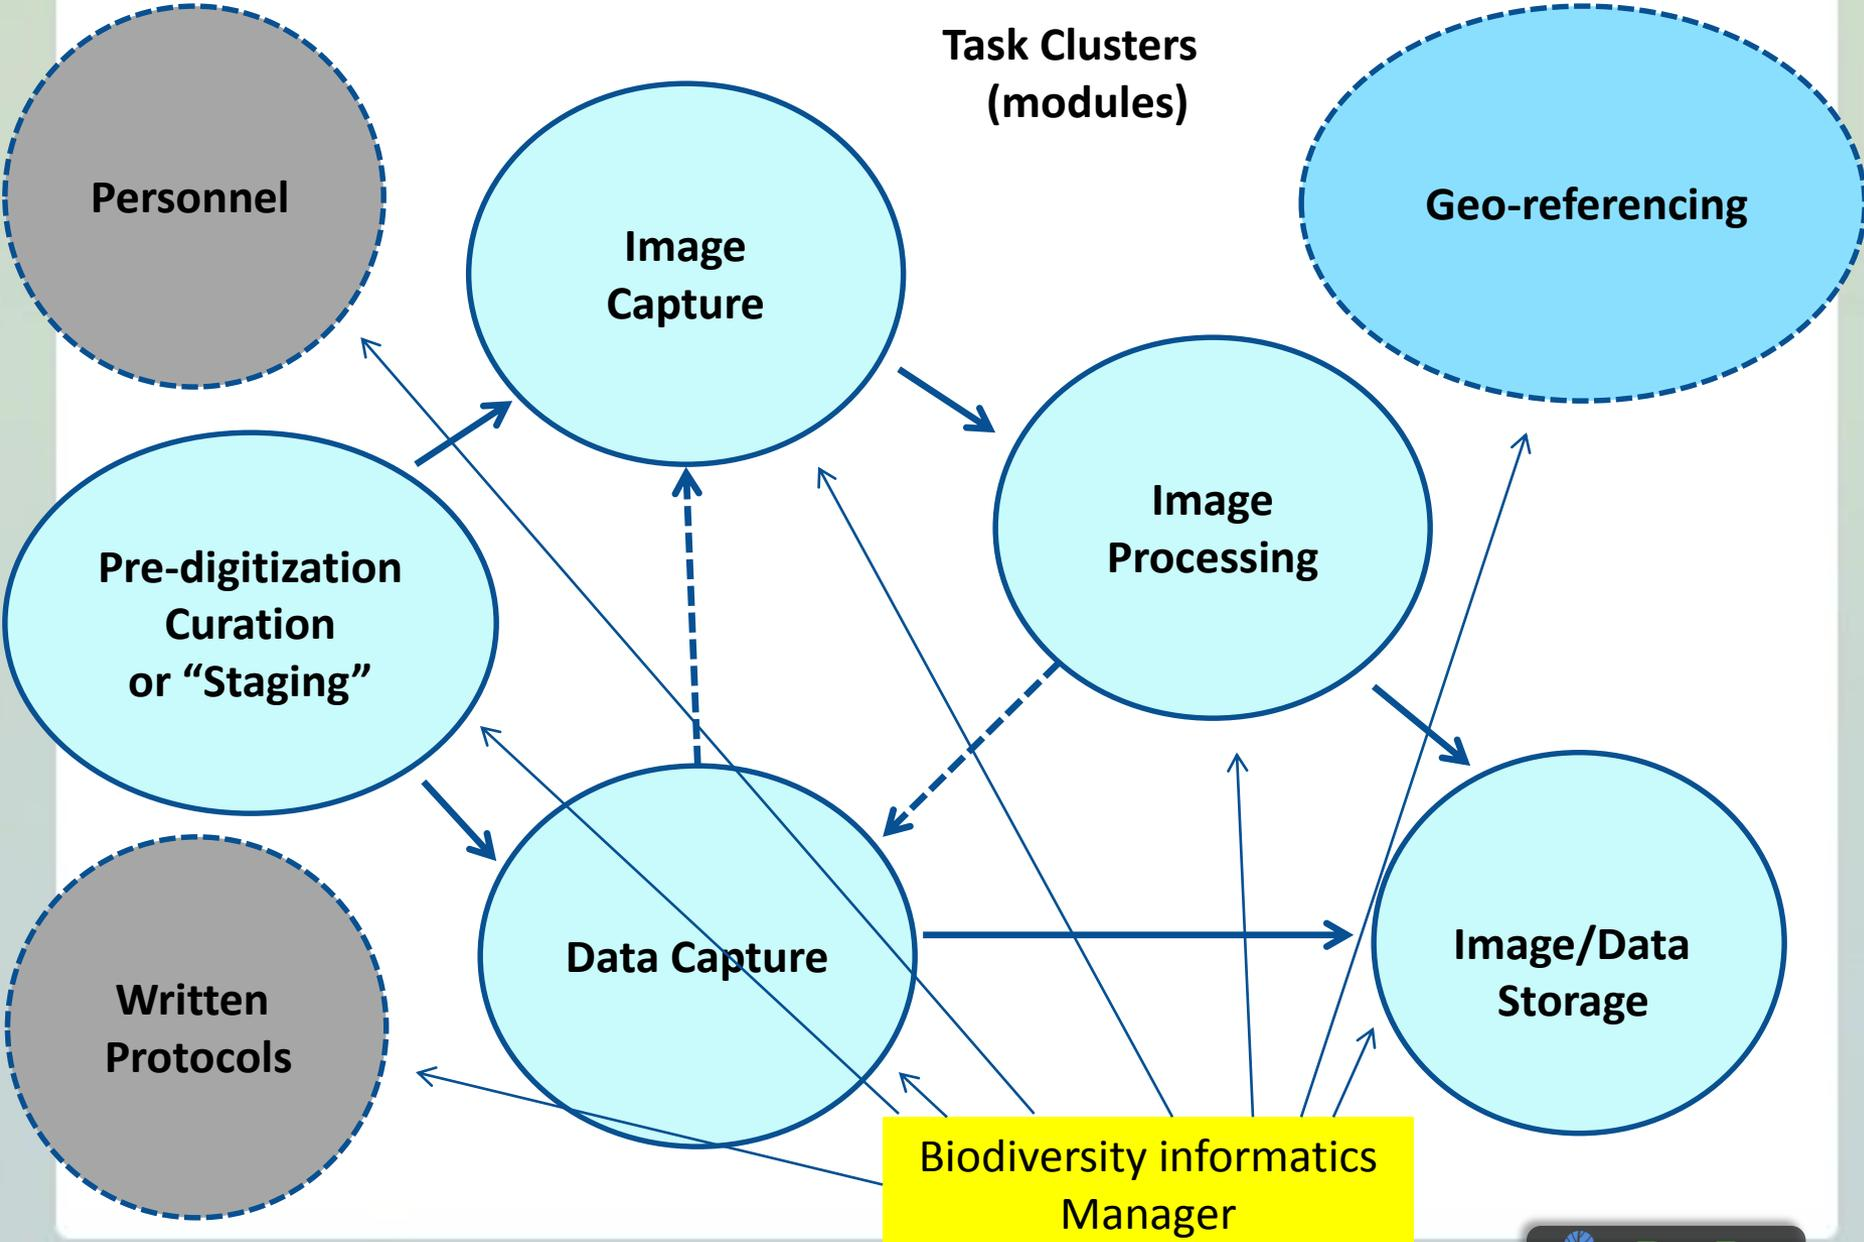 Task Clusters
(modules)
Personnel
Image
Capture
Geo-referencing
Image
Processing
Pre-digitization
Curation
or “Staging”
Data Capture
Image/Data
Storage
Written
Protocols
Biodiversity informatics
Manager